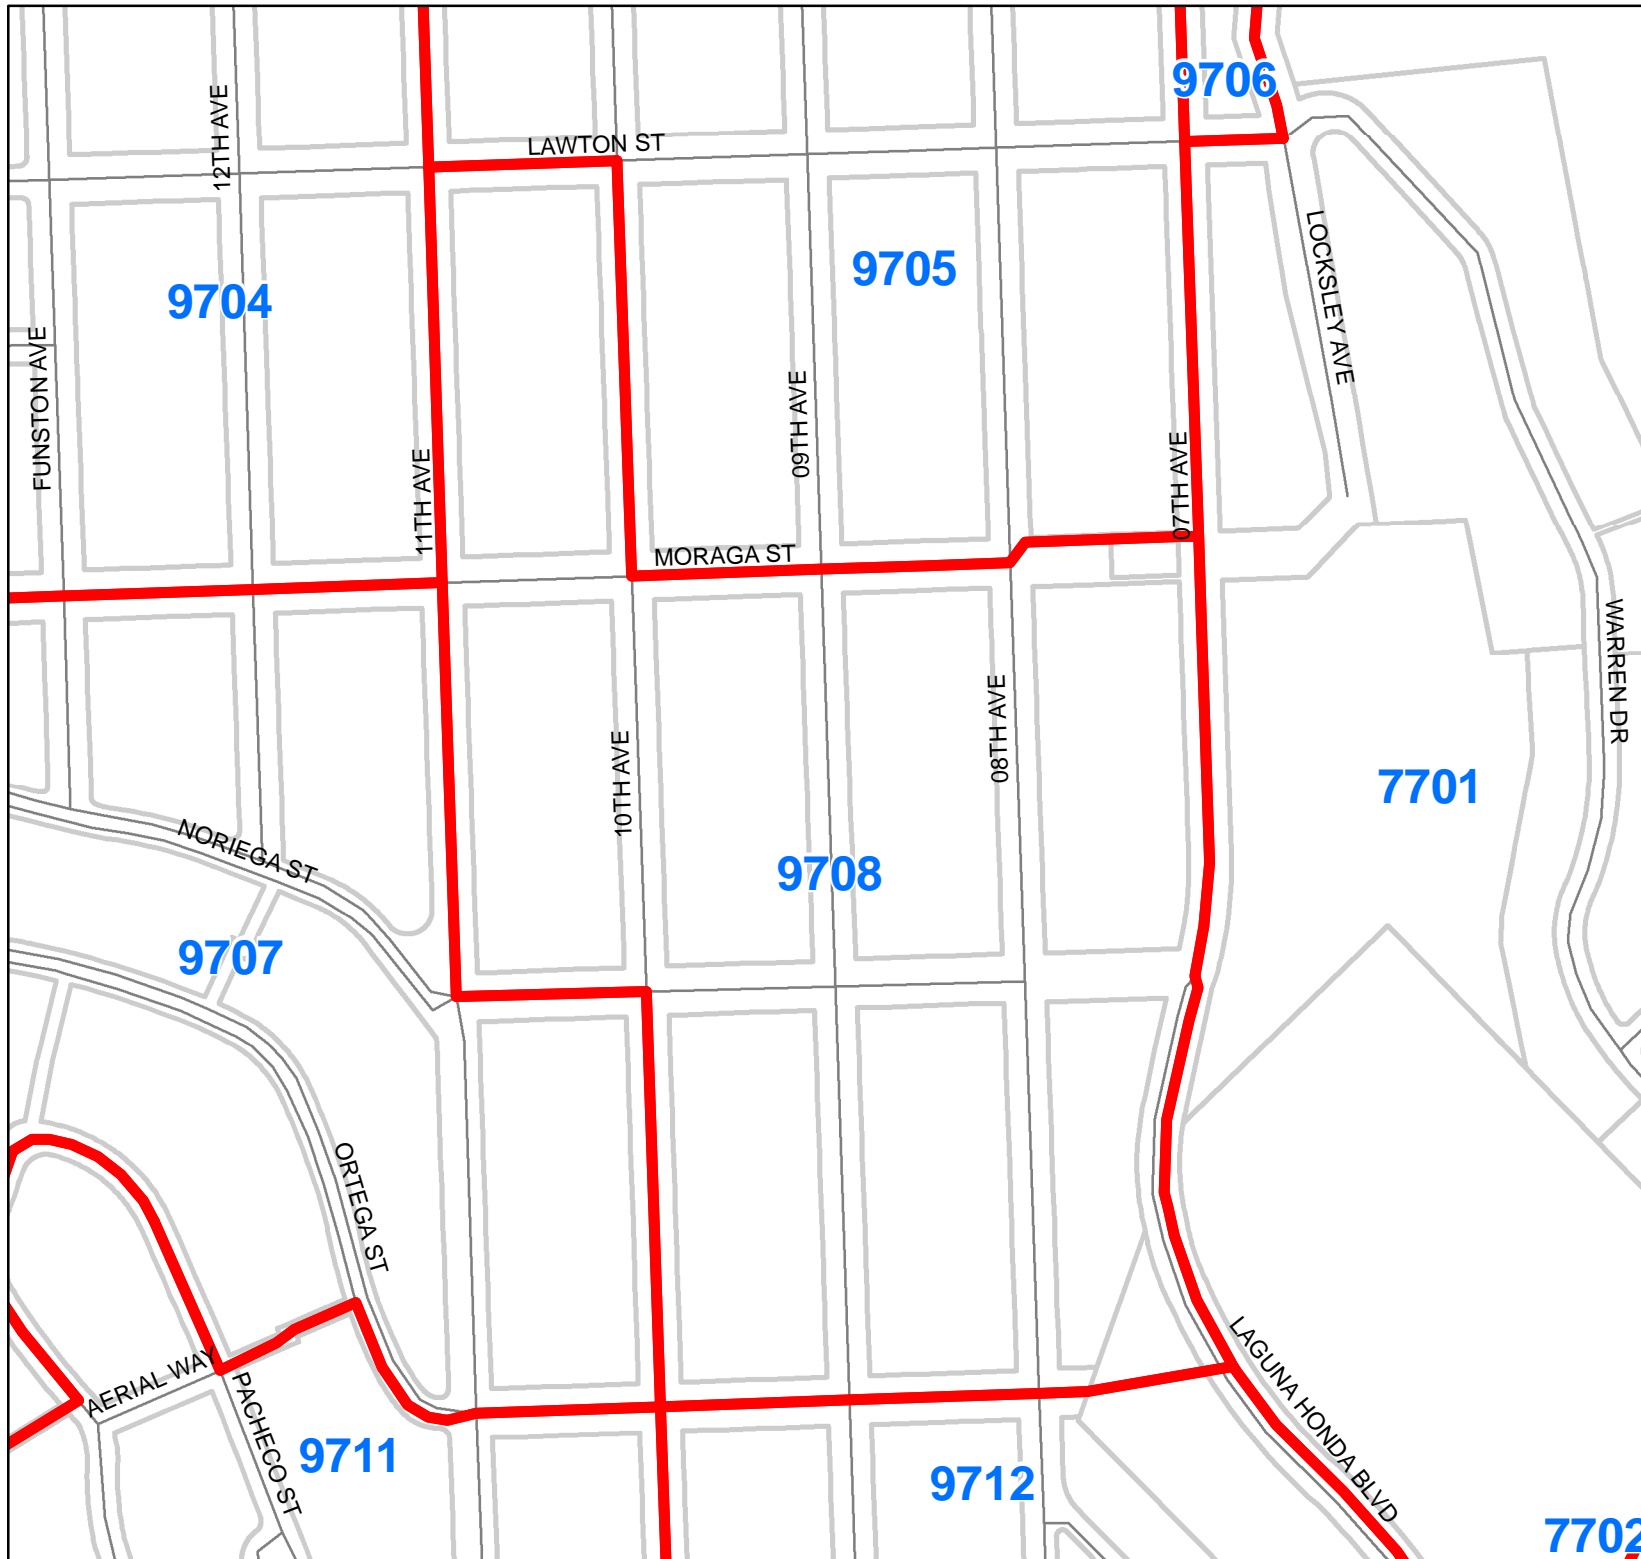 9706
12TH AVE
LAWTON ST
LOCKSLEY AVE
9705
9704
FUNSTON AVE
09TH AVE
07TH AVE
11TH AVE
MORAGA ST
WARREN DR
08TH AVE
10TH AVE
7701
NORIEGA ST
9708
9707
ORTEGA ST
LAGUNA HONDA BLVD
AERIAL WAY
PACHECO ST
9711
9712
7702